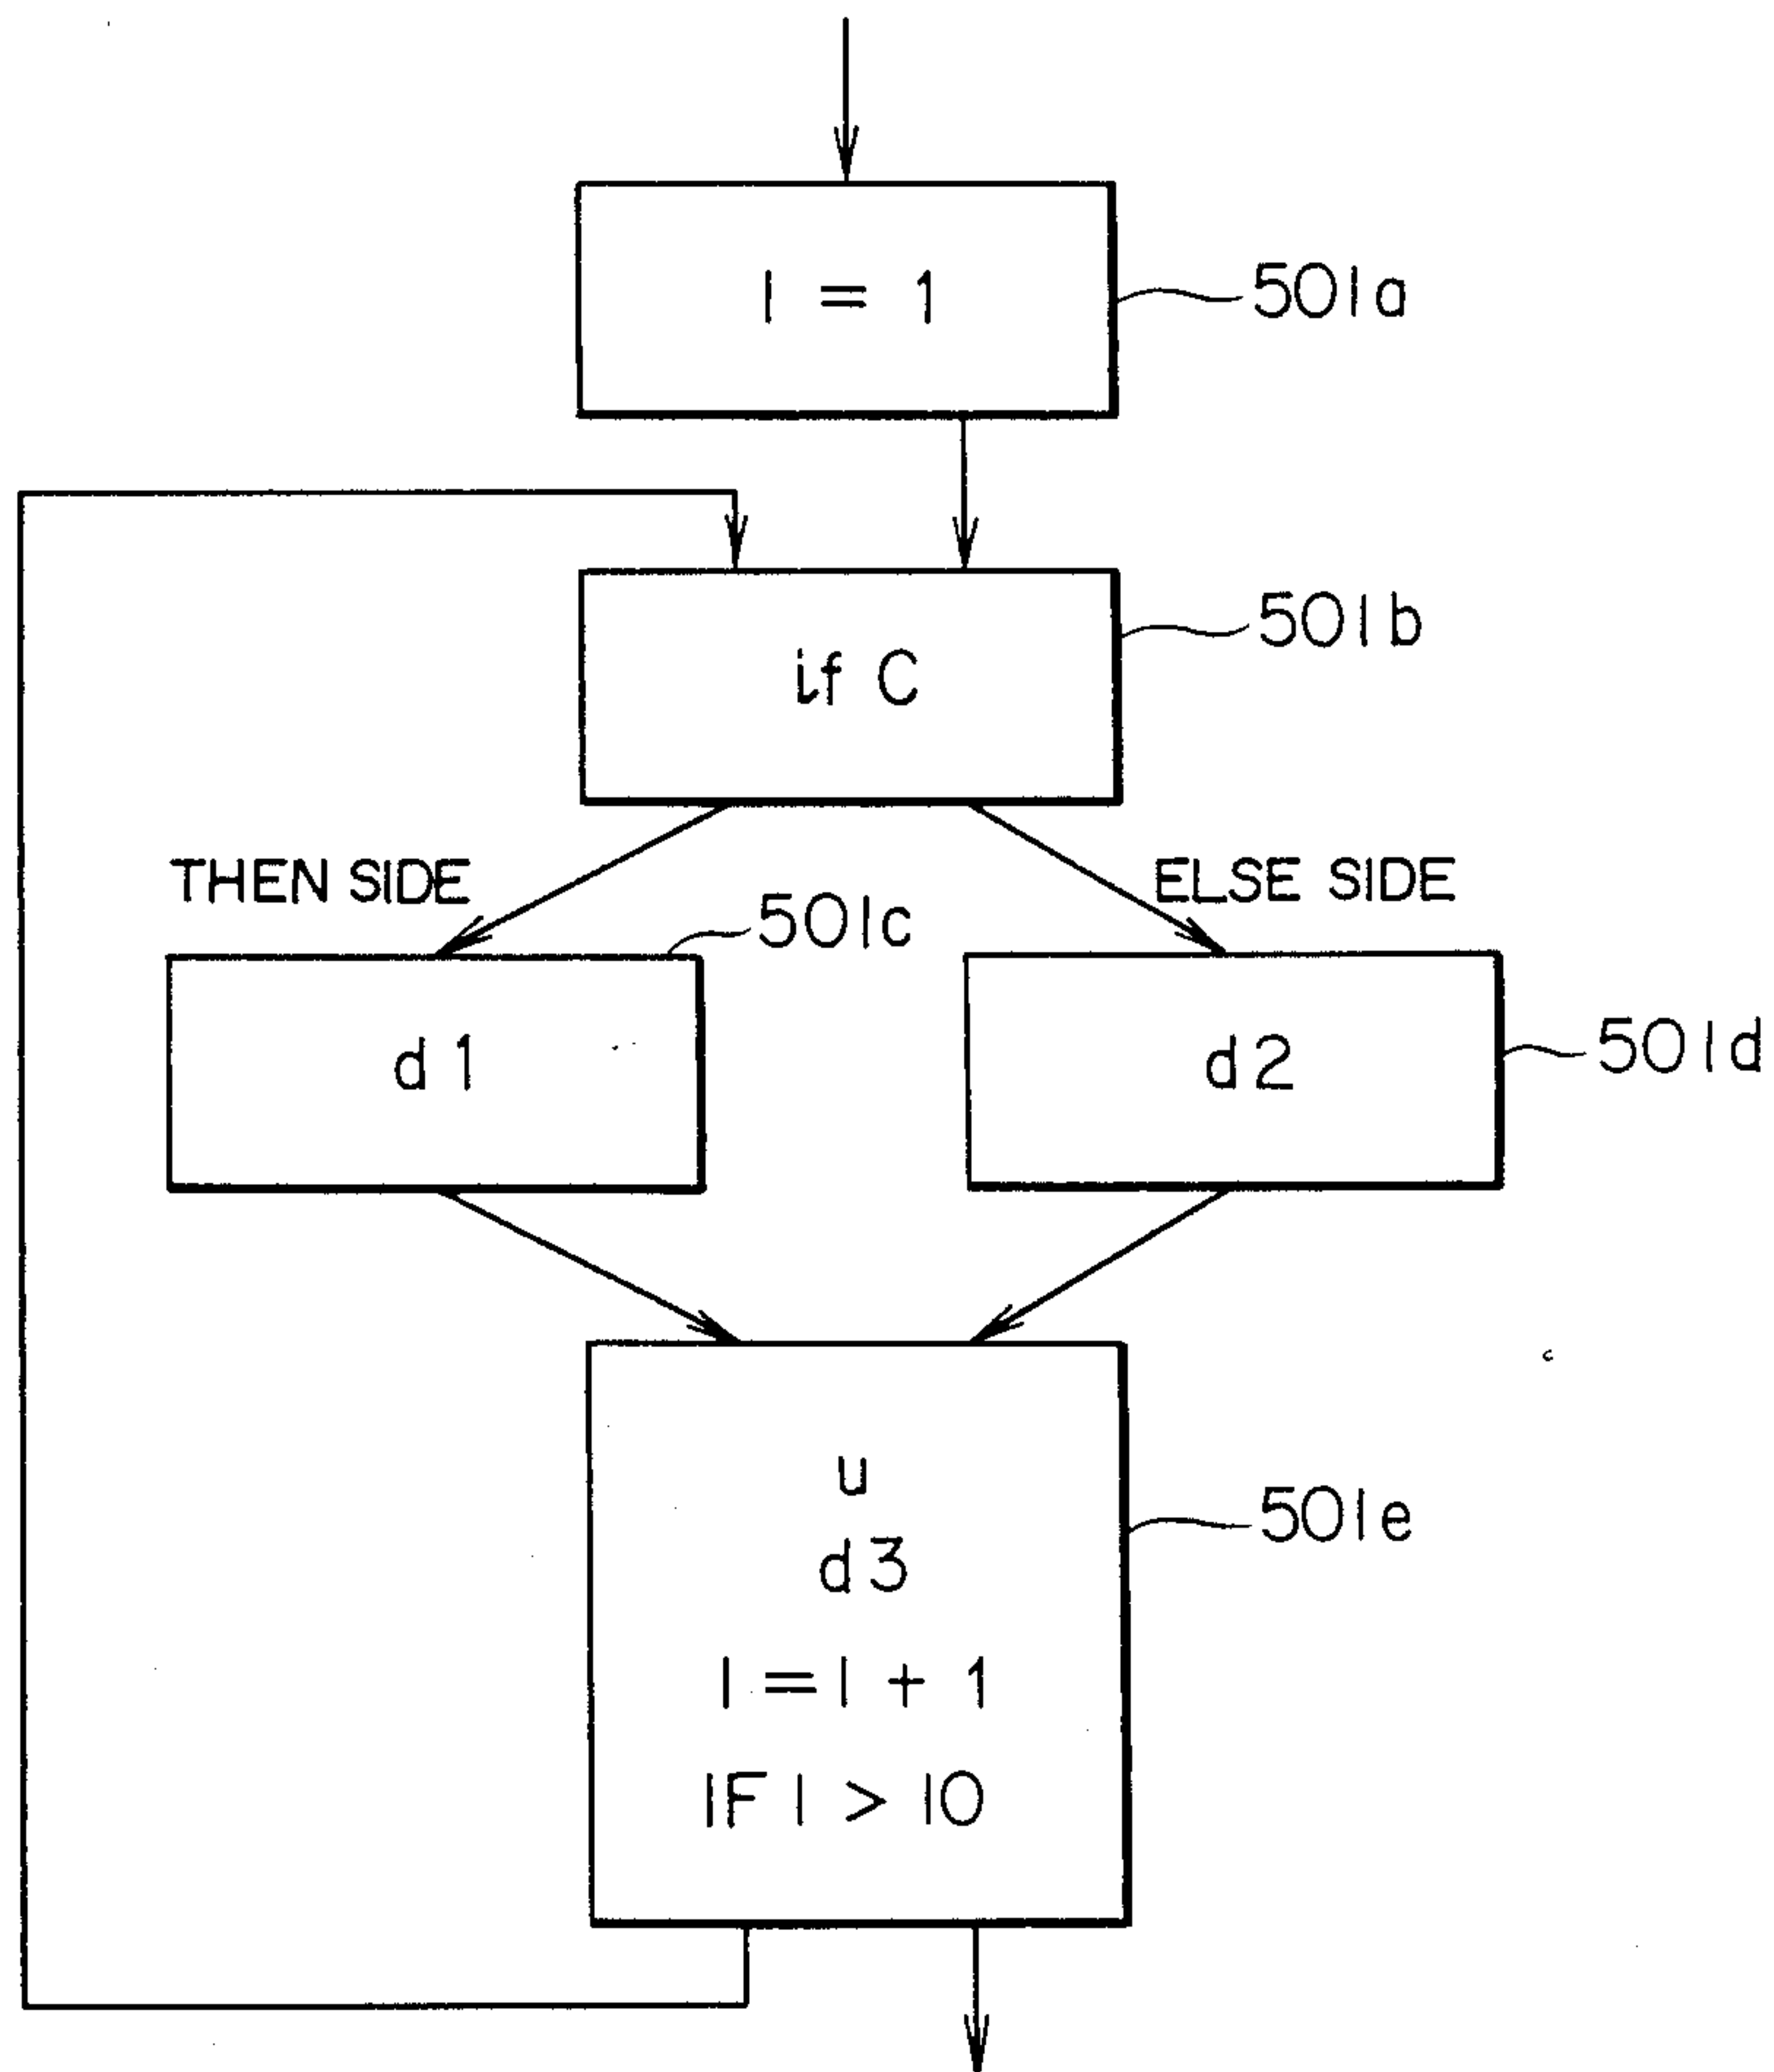 I = 1
501a
if C
501b
THEN SIDE
ELSE SIDE
501c
d1
d2
501d
u
d3
I = I + 1
IF I > 10
501e